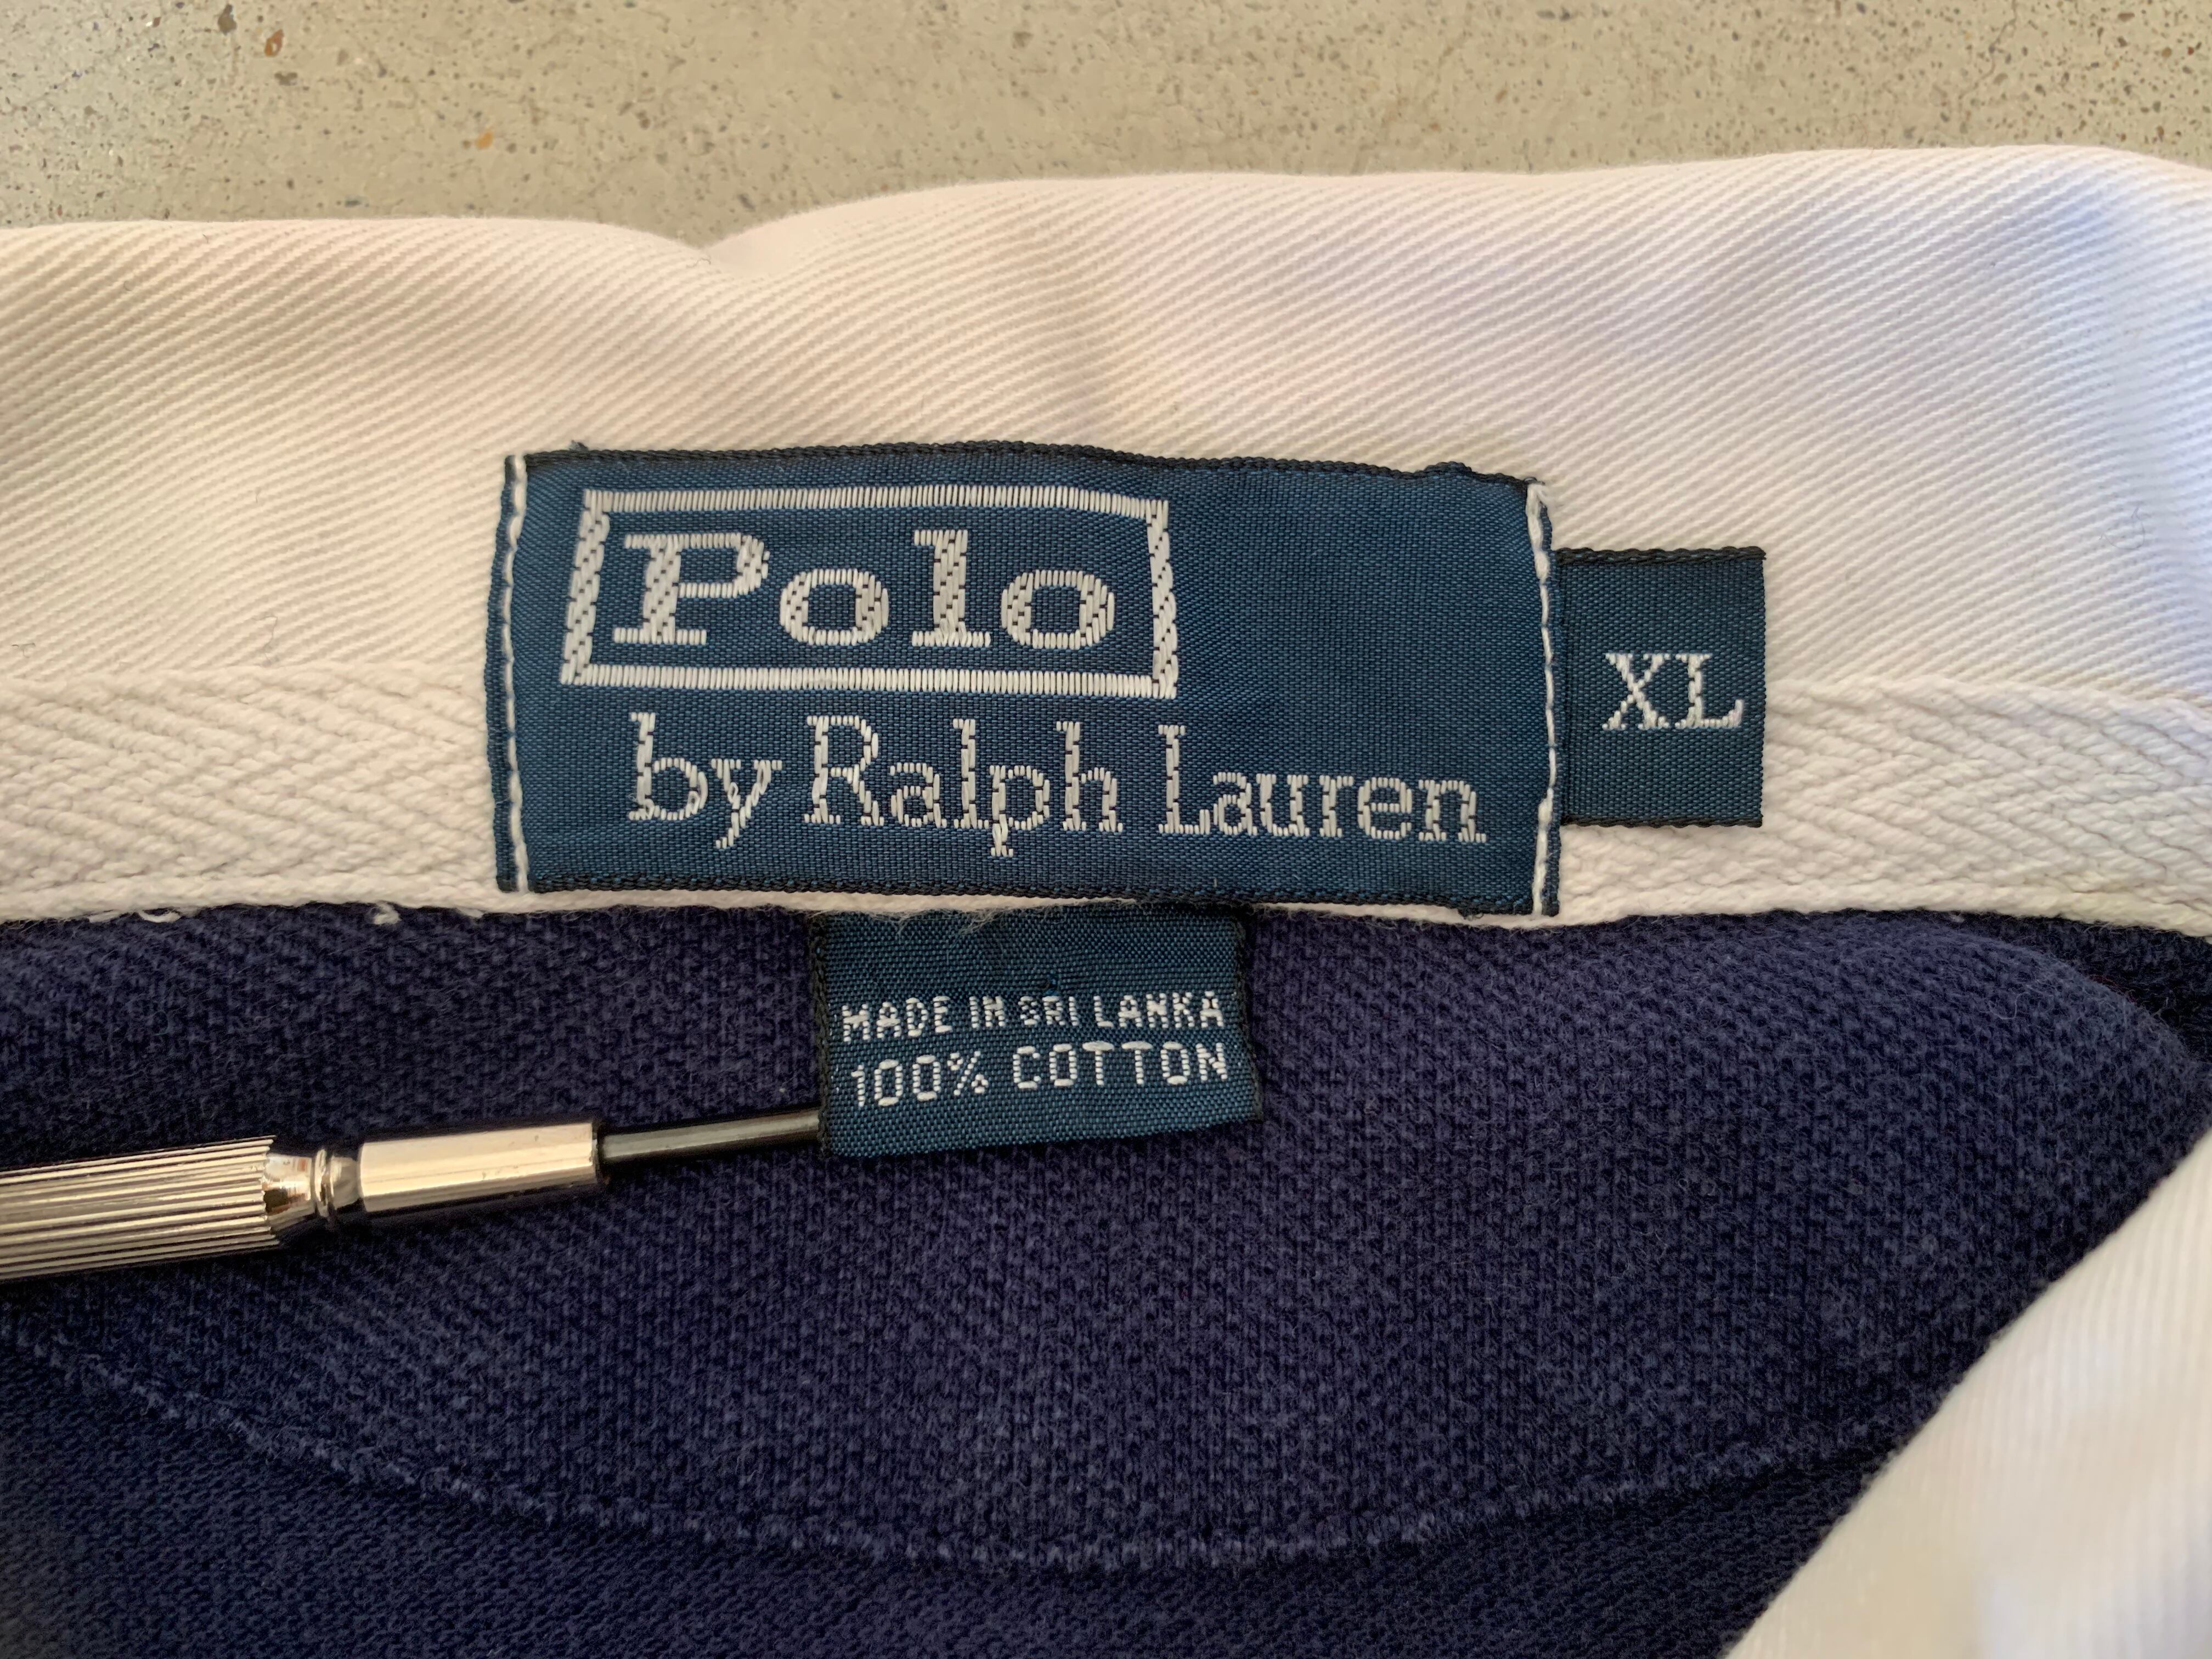 Polo
by Ralph Lauren
XL
MADE IN SRI LANKA
100% COTTON